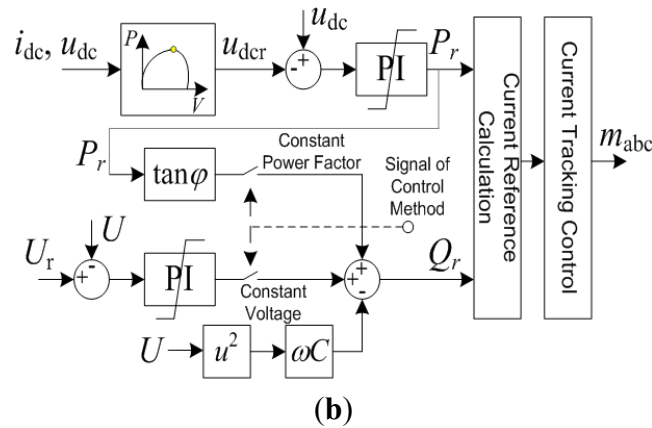 u_dc
i_dc, u_dc
P
V
u_dcr
- +
PI
P_r
Current Reference Calculation
Current Tracking Control
m_abc
P_r
tanφ
Constant
Power Factor
Signal of
Control
Method
U
U_r
+ -
PI
Constant
Voltage
+
+
-
Q_r
U
u²
ωC
(b)